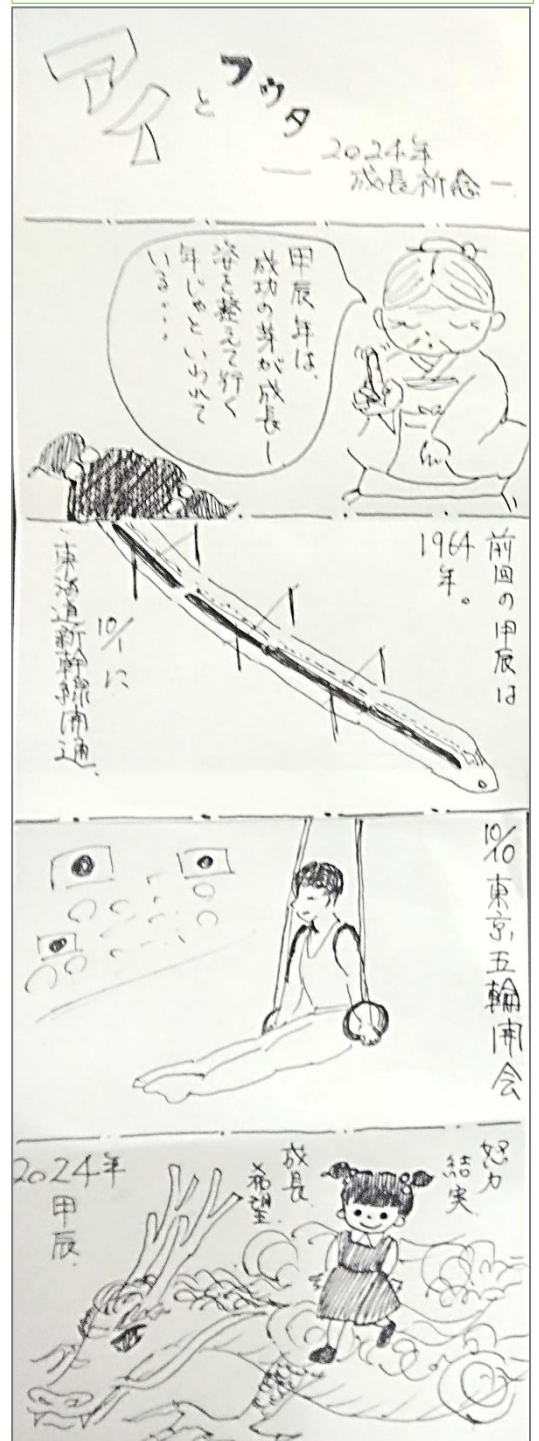 アイ
と
フウタ
― 2024年
成長祈念 ―
甲辰年は、
成功の芽が成長し
姿を整えて行く
年じゃといわれて
いる・・・
前回の甲辰は
1964
年。
10/1に
東海道新幹線開通
10/10 東京五輪開会
努力
結実
成長
希望
2024年
甲辰